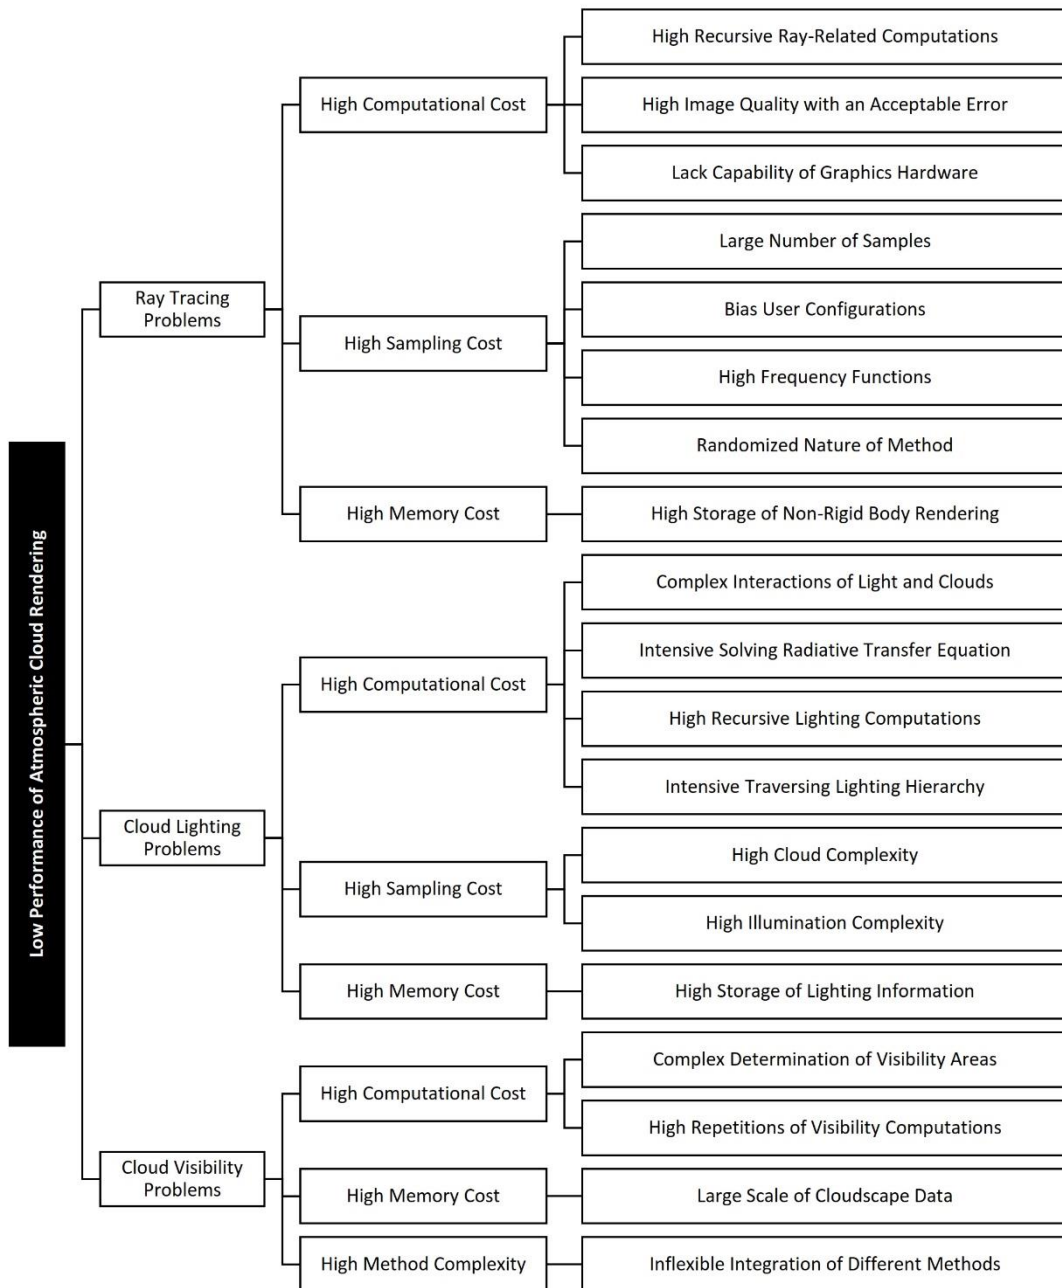 Low Performance of Atmospheric Cloud Rendering
Ray Tracing
Problems
High Computational Cost
High Recursive Ray-Related Computations
High Image Quality with an Acceptable Error
Lack Capability of Graphics Hardware
High Sampling Cost
Large Number of Samples
Bias User Configurations
High Frequency Functions
Randomized Nature of Method
High Memory Cost
High Storage of Non-Rigid Body Rendering
Cloud Lighting
Problems
High Computational Cost
Complex Interactions of Light and Clouds
Intensive Solving Radiative Transfer Equation
High Recursive Lighting Computations
Intensive Traversing Lighting Hierarchy
High Sampling Cost
High Cloud Complexity
High Illumination Complexity
High Memory Cost
High Storage of Lighting Information
Cloud Visibility
Problems
High Computational Cost
Complex Determination of Visibility Areas
High Repetitions of Visibility Computations
High Memory Cost
Large Scale of Cloudscape Data
High Method Complexity
Inflexible Integration of Different Methods